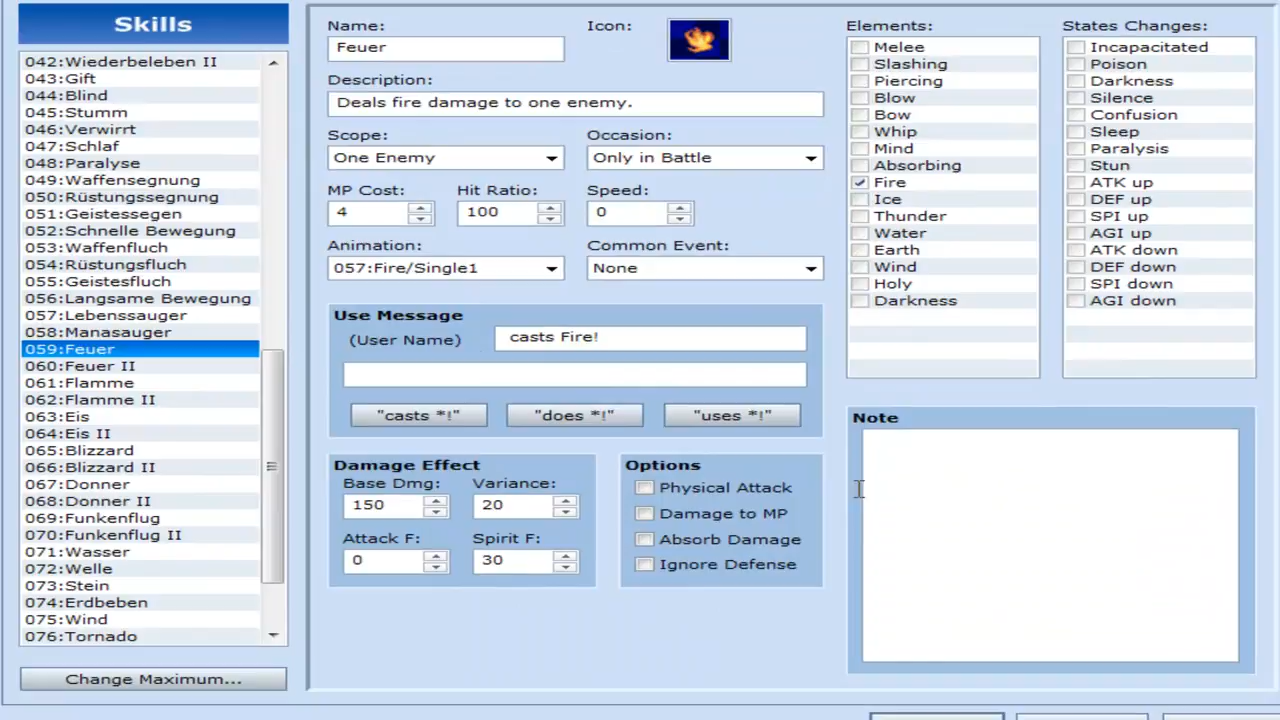 Skills
042:Wiederbeleben II
043:Gift
044:Blind
045:Stumm
046:Verwirrt
047:Schlaf
048:Paralyse
049:Waffensegnung
050:Rüstungssegnung
051:Geistessegen
052:Schnelle Bewegung
053:Waffenfluch
054:Rüstungsfluch
055:Geistesfluch
056:Langsame Bewegung
057:Lebenssauger
058:Manasauger
059:Feuer
060:Feuer II
061:Flamme
062:Flamme II
063:Eis
064:Eis II
065:Blizzard
066:Blizzard II
067:Donner
068:Donner II
069:Funkenflug
070:Funkenflug II
071:Wasser
072:Welle
073:Stein
074:Erdbeben
075:Wind
076:Tornado
Change Maximum...
Name:
Feuer
Icon:
Description:
Deals fire damage to one enemy.
Scope:
One Enemy
Occasion:
Only in Battle
MP Cost:
4
Hit Ratio:
100
Speed:
0
Animation:
057:Fire/Single1
Common Event:
None
Use Message
(User Name)
casts Fire!
"casts *!"
"does *!"
"uses *!"
Damage Effect
Base Dmg:
150
Variance:
20
Attack F:
0
Spirit F:
30
Options
Physical Attack
Damage to MP
Absorb Damage
Ignore Defense
Elements:
Melee
Slashing
Piercing
Blow
Bow
Whip
Mind
Absorbing
Fire
Ice
Thunder
Water
Earth
Wind
Holy
Darkness
States Changes:
Incapacitated
Poison
Darkness
Silence
Confusion
Sleep
Paralysis
Stun
ATK up
DEF up
SPI up
AGI up
ATK down
DEF down
SPI down
AGI down
Note